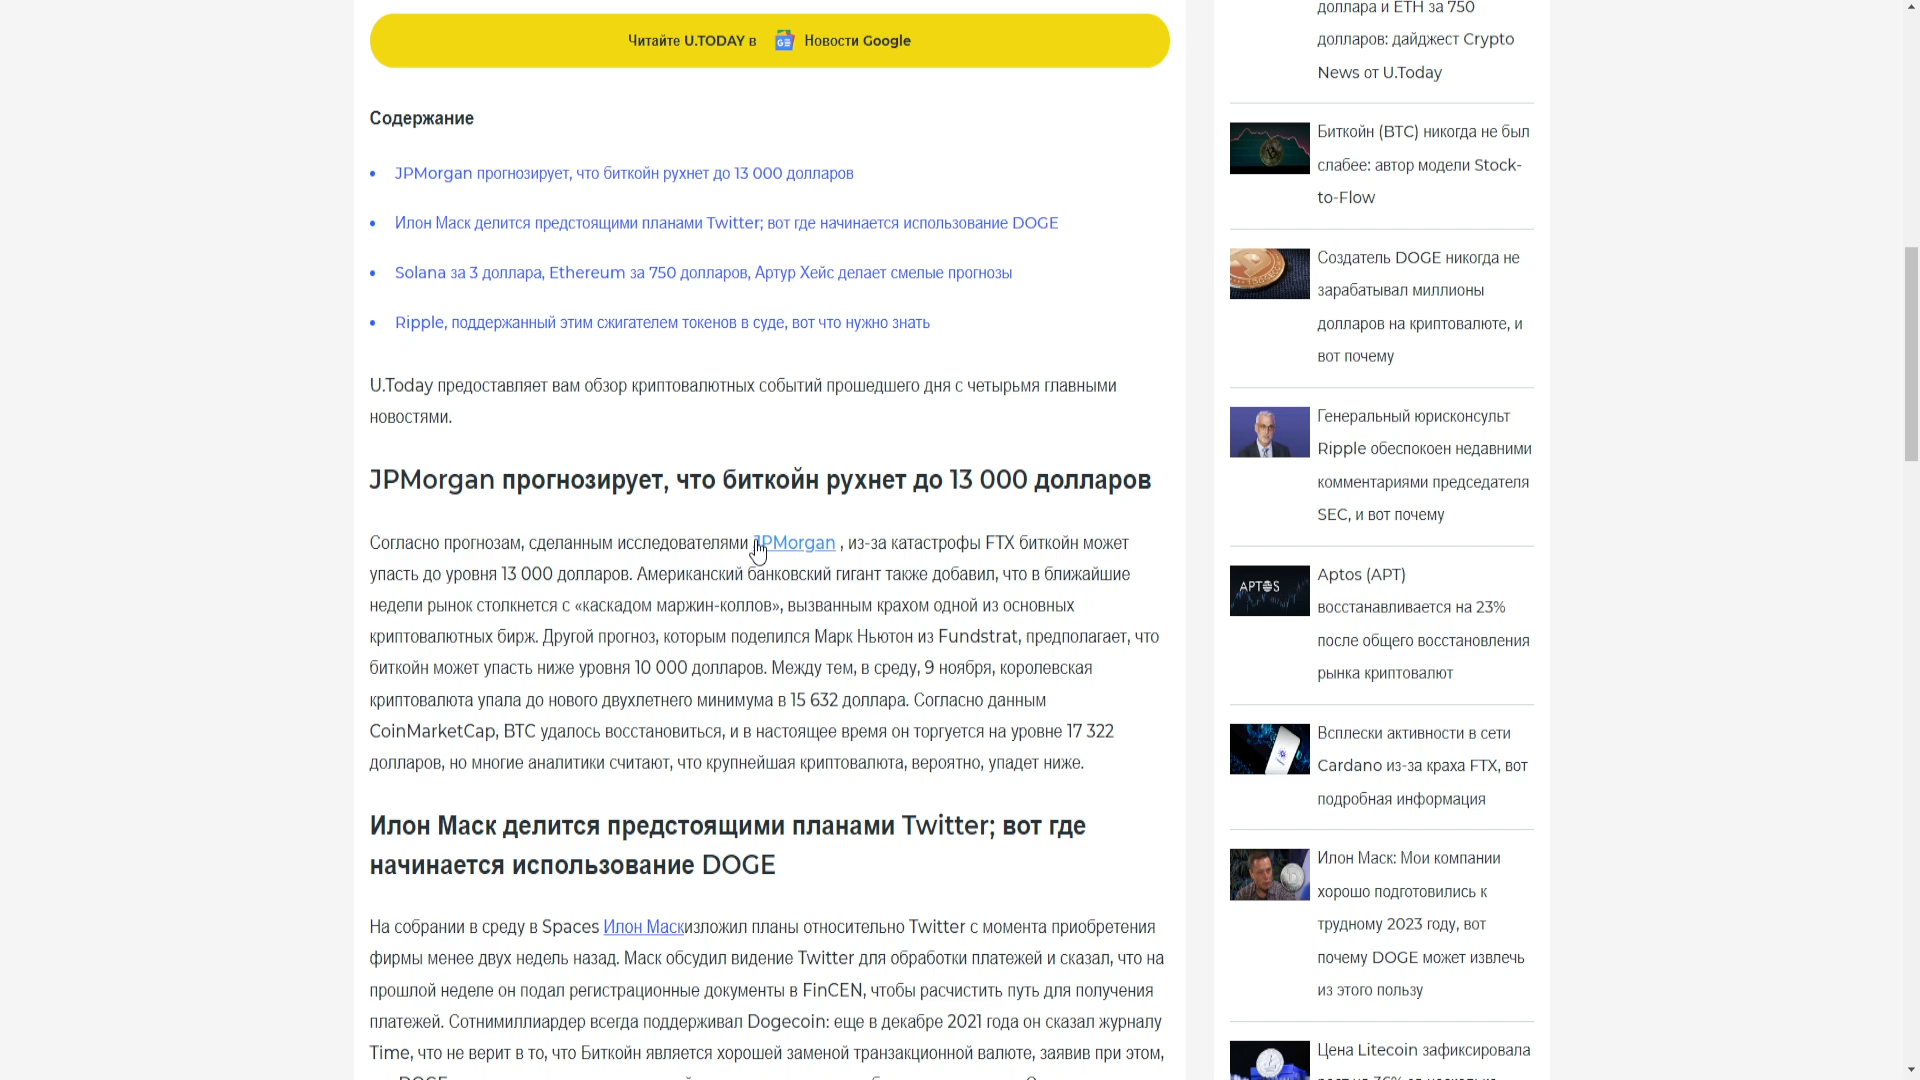 Читайте U.TODAY в Новости Google
Содержание
JPMorgan прогнозирует, что биткойн рухнет до 13 000 долларов
Илон Маск делится предстоящими планами Twitter; вот где начинается использование DOGE
Solana за 3 доллара, Ethereum за 750 долларов, Артур Хейс делает смелые прогнозы
Ripple, поддержанный этим сжигателем токенов в суде, вот что нужно знать
U.Today предоставляет вам обзор криптовалютных событий прошедшего дня с четырьмя главными
новостями.
JPMorgan прогнозирует, что биткойн рухнет до 13 000 долларов
Согласно прогнозам, сделанным исследователями JPMorgan , из-за катастрофы FTX биткойн может
упасть до уровня 13 000 долларов. Американский банковский гигант также добавил, что в ближайшие
недели рынок столкнется с «каскадом маржин-коллов», вызванным крахом одной из основных
криптовалютных бирж. Другой прогноз, которым поделился Марк Ньютон из Fundstrat, предполагает, что
биткойн может упасть ниже уровня 10 000 долларов. Между тем, в среду, 9 ноября, королевская
криптовалюта упала до нового двухлетнего минимума в 15 632 доллара. Согласно данным
CoinMarketCap, BTC удалось восстановиться, и в настоящее время он торгуется на уровне 17 322
долларов, но многие аналитики считают, что крупнейшая криптовалюта, вероятно, упадет ниже.
Илон Маск делится предстоящими планами Twitter; вот где
начинается использование DOGE
На собрании в среду в Spaces Илон Маскизложил планы относительно Twitter с момента приобретения
фирмы менее двух недель назад. Маск обсудил видение Twitter для обработки платежей и сказал, что на
прошлой неделе он подал регистрационные документы в FinCEN, чтобы расчистить путь для получения
платежей. Сотнимиллиардер всегда поддерживал Dogecoin: еще в декабре 2021 года он сказал журналу
Time, что не верит в то, что Биткойн является хорошей заменой транзакционной валюте, заявив при этом,
доллара и ETH за 750
долларов: дайджест Crypto
News от U.Today
Биткойн (BTC) никогда не был
слабее: автор модели Stock-
to-Flow
Создатель DOGE никогда не
зарабатывал миллионы
долларов на криптовалюте, и
вот почему
Генеральный юрисконсульт
Ripple обеспокоен недавними
комментариями председателя
SEC, и вот почему
APTOS
Aptos (APT)
восстанавливается на 23%
после общего восстановления
рынка криптовалют
Всплески активности в сети
Cardano из-за краха FTX, вот
подробная информация
Илон Маск: Мои компании
хорошо подготовились к
трудному 2023 году, вот
почему DOGE может извлечь
из этого пользу
Цена Litecoin зафиксировала